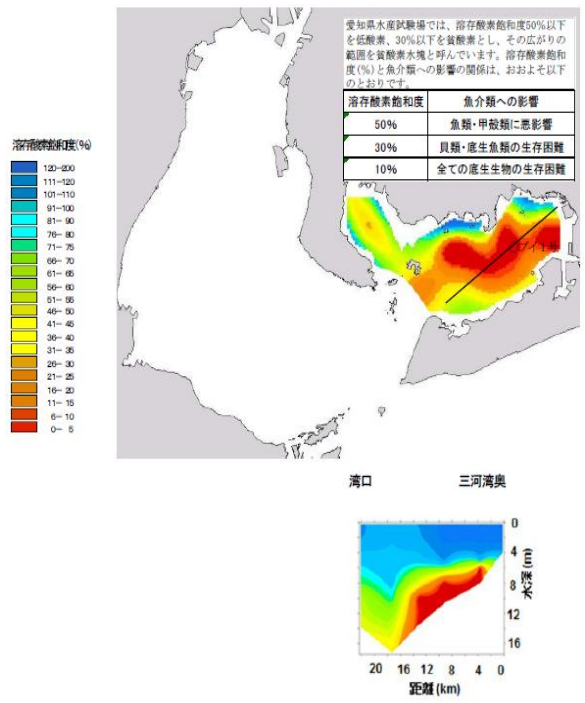 愛知県水産試験場では、溶存酸素飽和度50%以下
を低酸素、30%以下を貧酸素とし、その広がりの
範囲を貧酸素水塊と呼んでいます。溶存酸素飽和
度(%)と魚介類への影響の関係は、おおよそ以下
のとおりです。
溶存酸素飽和度 魚介類への影響
50% 魚類・甲殻類に悪影響
30% 貝類・底生魚類の生存困難
10% 全ての底生生物の生存困難
溶存酸素飽和度(%)
120-200
111-120
101-110
91-100
81- 90
76- 80
71- 75
66- 70
61- 65
56- 60
51- 55
46- 50
41- 45
36- 40
31- 35
26- 30
21- 25
16- 20
11- 15
6- 10
0- 5
湾口 三河湾奥
0
4
8
12
16
水深(m)
20 16 12 8 4 0
距離(km)